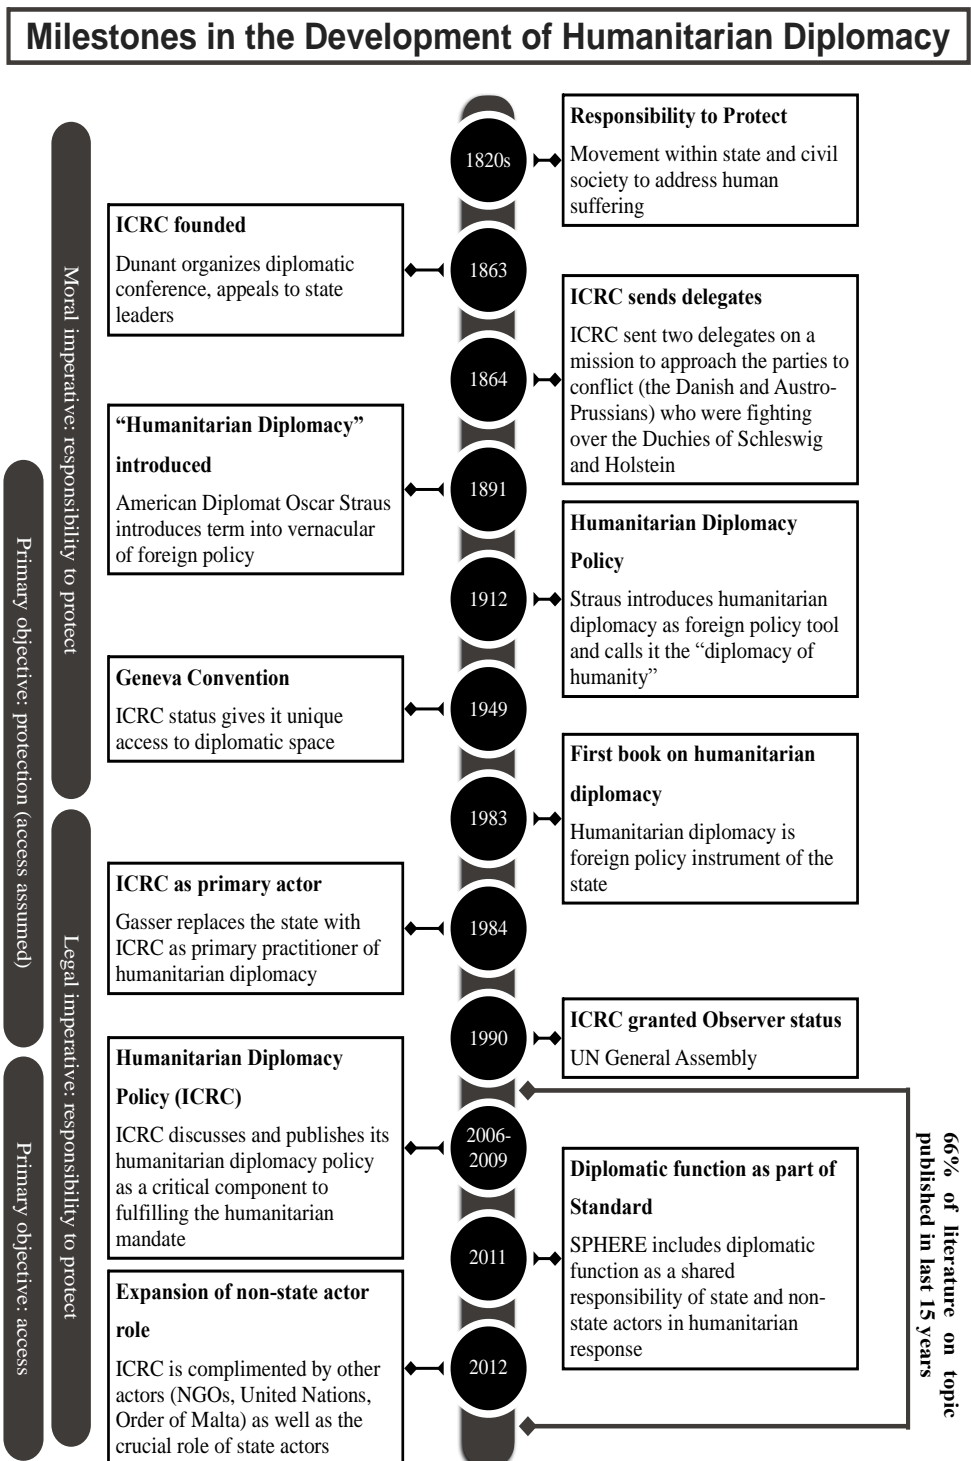 Milestones in the Development of Humanitarian Diplomacy
1820s
Responsibility to Protect
Movement within state and civil
society to address human
suffering
ICRC founded
Dunant organizes diplomatic
conference, appeals to state
leaders
1863
1864
ICRC sends delegates
ICRC sent two delegates on a
mission to approach the parties to
conflict (the Danish and Austro-
Prussians) who were fighting
over the Duchies of Schleswig
and Holstein
“Humanitarian Diplomacy”
introduced
American Diplomat Oscar Straus
introduces term into vernacular
of foreign policy
1891
1912
Humanitarian Diplomacy
Policy
Straus introduces humanitarian
diplomacy as foreign policy tool
and calls it the “diplomacy of
humanity”
Geneva Convention
ICRC status gives it unique
access to diplomatic space
1949
1983
First book on humanitarian
diplomacy
Humanitarian diplomacy is
foreign policy instrument of the
state
ICRC as primary actor
Gasser replaces the state with
ICRC as primary practitioner of
humanitarian diplomacy
1984
1990
ICRC granted Observer status
UN General Assembly
Humanitarian Diplomacy
Policy (ICRC)
ICRC discusses and publishes its
humanitarian diplomacy policy
as a critical component to
fulfilling the humanitarian
mandate
2006-
2009
2011
Diplomatic function as part of
Standard
SPHERE includes diplomatic
function as a shared
responsibility of state and non-
state actors in humanitarian
response
Expansion of non-state actor
role
ICRC is complimented by other
actors (NGOs, United Nations,
Order of Malta) as well as the
crucial role of state actors
2012
Moral imperative: responsibility to protect
Legal imperative: responsibility to protect
Primary objective: protection (access assumed)
Primary objective: access
66% of literature on topic
published in last 15 years